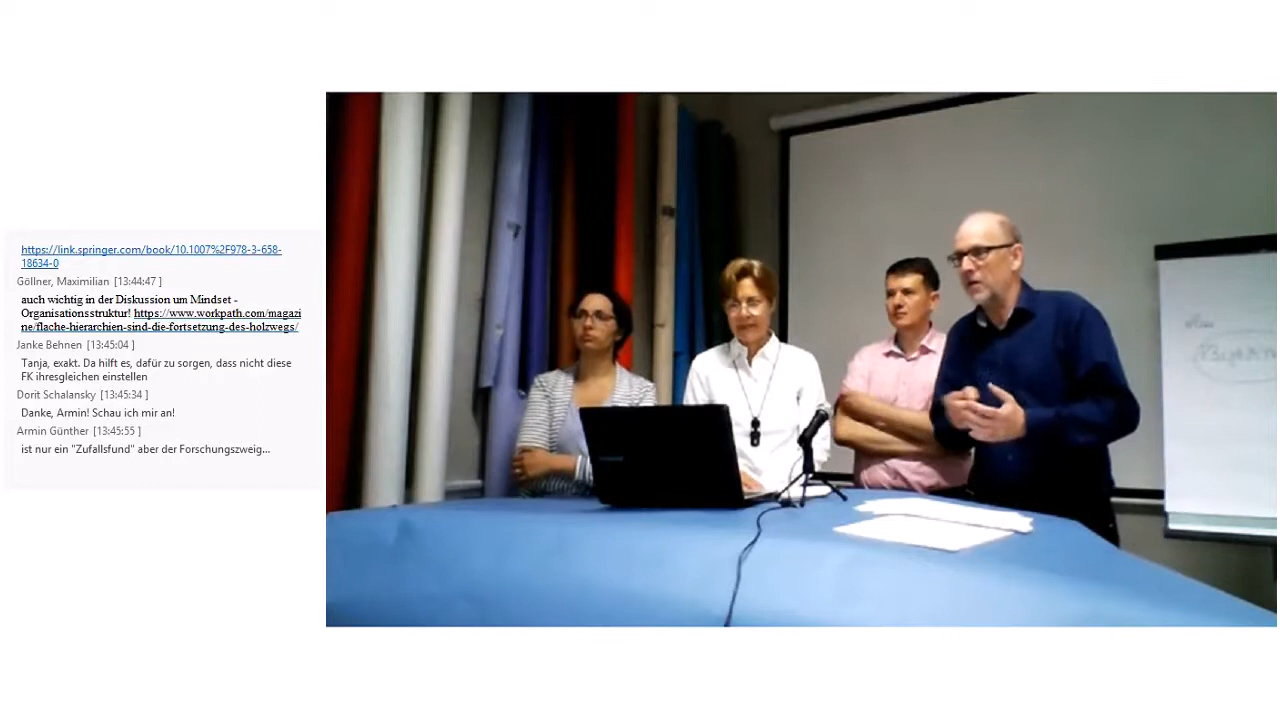 https://link.springer.com/book/10.1007%2F978-3-658-
18634-0
Göllner, Maximilian [13:44:47 ]
auch wichtig in der Diskussion um Mindset -
Organisationsstruktur! https://www.workpath.com/magazi
ne/flache-hierarchien-sind-die-fortsetzung-des-holzwegs/
Janke Behnen [13:45:04 ]
Tanja, exakt. Da hilft es, dafür zu sorgen, dass nicht diese
FK ihresgleichen einstellen
Dorit Schalansky [13:45:34 ]
Danke, Armin! Schau ich mir an!
Armin Günther [13:45:55 ]
ist nur ein "Zufallsfund" aber der Forschungszweig...